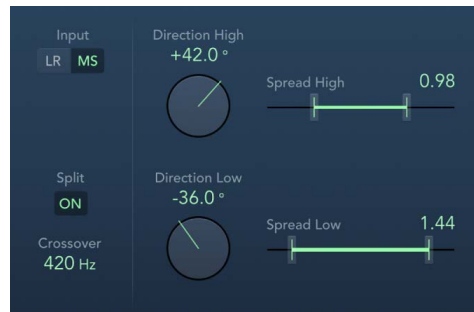 Input
LR MS
Direction High
+42.0 °
Spread High 0.98
Split
ON
Direction Low
-36.0 °
Crossover
420 Hz
Spread Low 1.44